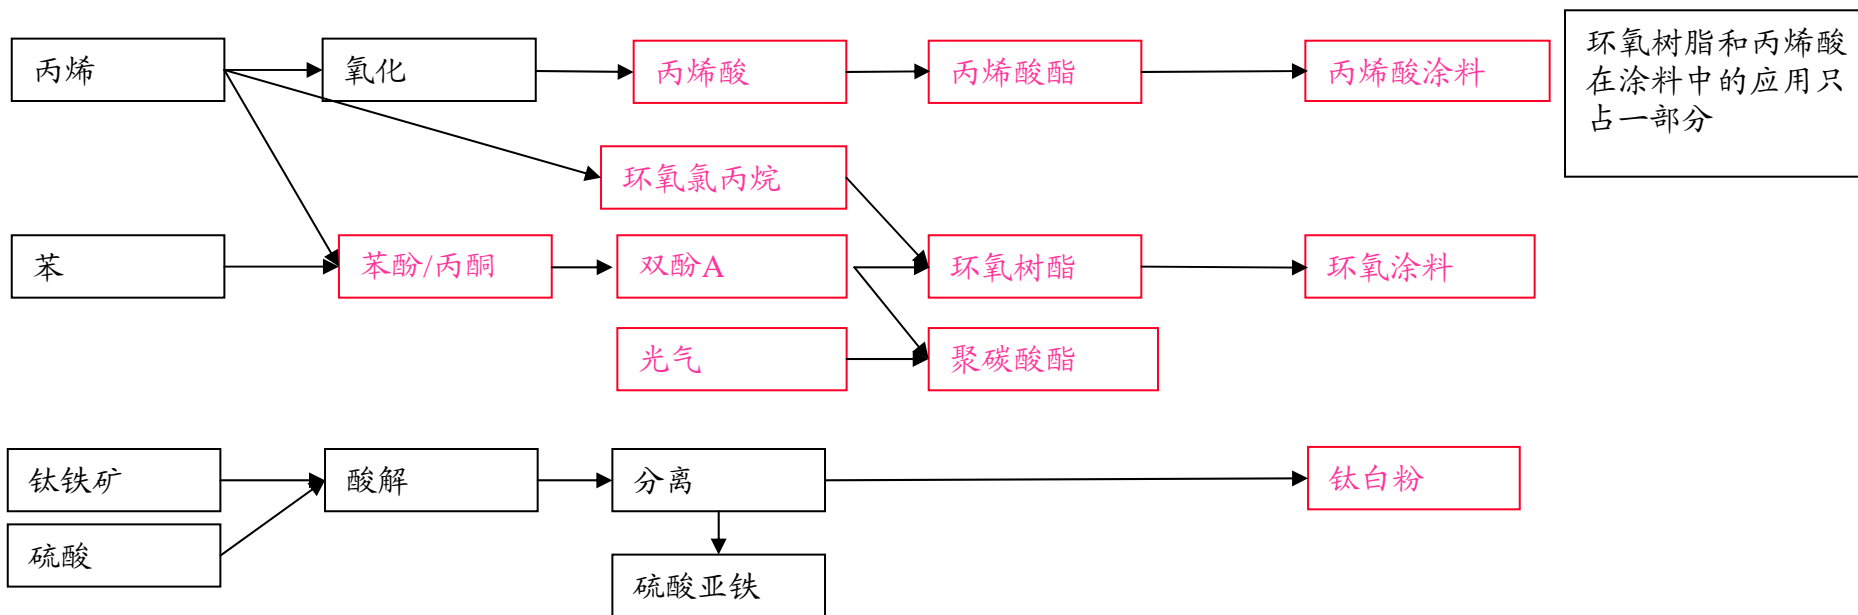 丙烯
氧化
丙烯酸
丙烯酸酯
丙烯酸涂料
环氧树脂和丙烯酸
在涂料中的应用只
占一部分
环氧氯丙烷
苯
苯酚/丙酮
双酚A
环氧树酯
环氧涂料
光气
聚碳酸酯
钛铁矿
酸解
分离
钛白粉
硫酸
硫酸亚铁